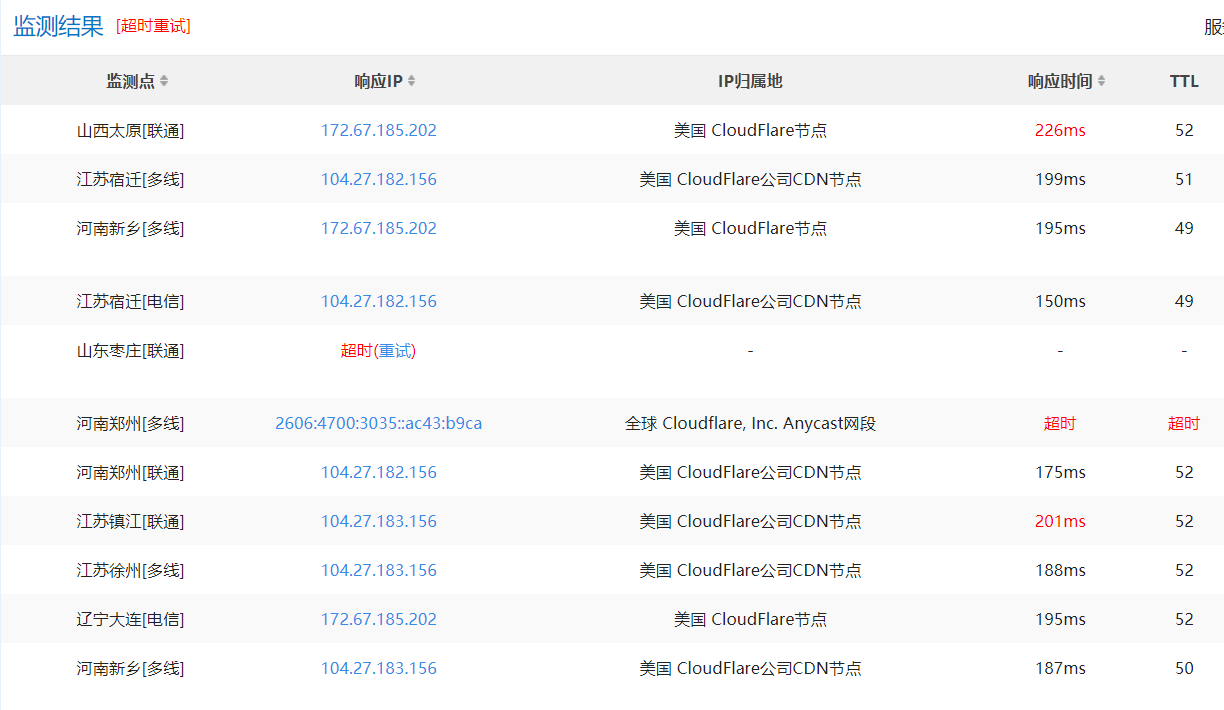 监测结果 [超时重试]
监测点 响应IP IP归属地 响应时间 TTL
山西太原[联通] 172.67.185.202 美国 CloudFlare节点 226ms 52
江苏宿迁[多线] 104.27.182.156 美国 CloudFlare公司CDN节点 199ms 51
河南新乡[多线] 172.67.185.202 美国 CloudFlare节点 195ms 49
江苏宿迁[电信] 104.27.182.156 美国 CloudFlare公司CDN节点 150ms 49
山东枣庄[联通] 超时(重试) - - -
河南郑州[多线] 2606:4700:3035::ac43:b9ca 全球 Cloudflare, Inc. Anycast网段 超时 超时
河南郑州[联通] 104.27.182.156 美国 CloudFlare公司CDN节点 175ms 52
江苏镇江[联通] 104.27.183.156 美国 CloudFlare公司CDN节点 201ms 52
江苏徐州[多线] 104.27.183.156 美国 CloudFlare公司CDN节点 188ms 52
辽宁大连[电信] 172.67.185.202 美国 CloudFlare节点 195ms 52
河南新乡[多线] 104.27.183.156 美国 CloudFlare公司CDN节点 187ms 50